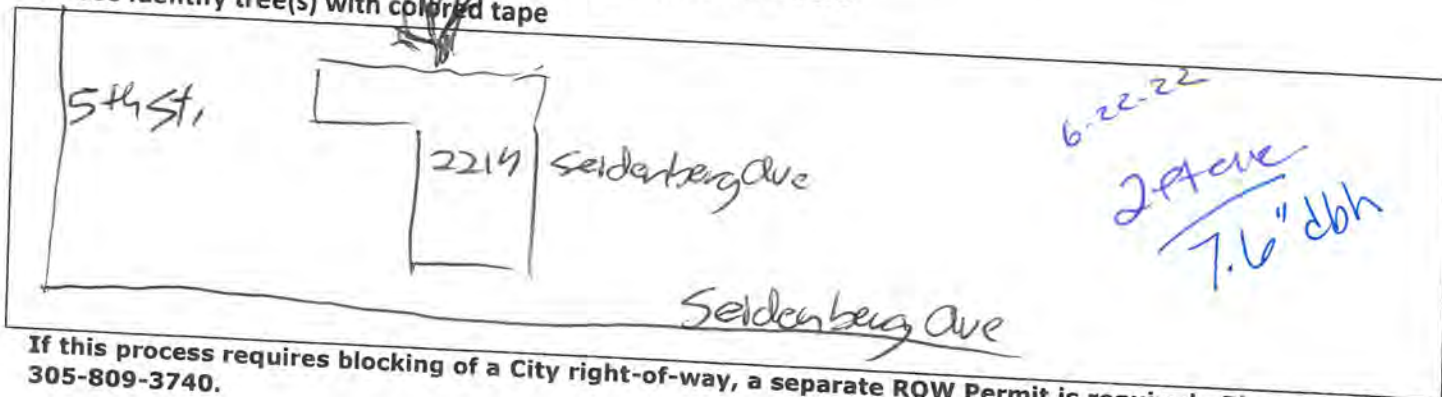 identify tree(s) with colored tape
5th St,
2214 Seidenberg Ave
6-22-22
7.6" dbh
Seidenberg Ave
If this process requires blocking of a City right-of-way, a separate ROW Permit is required.
305-809-3740.